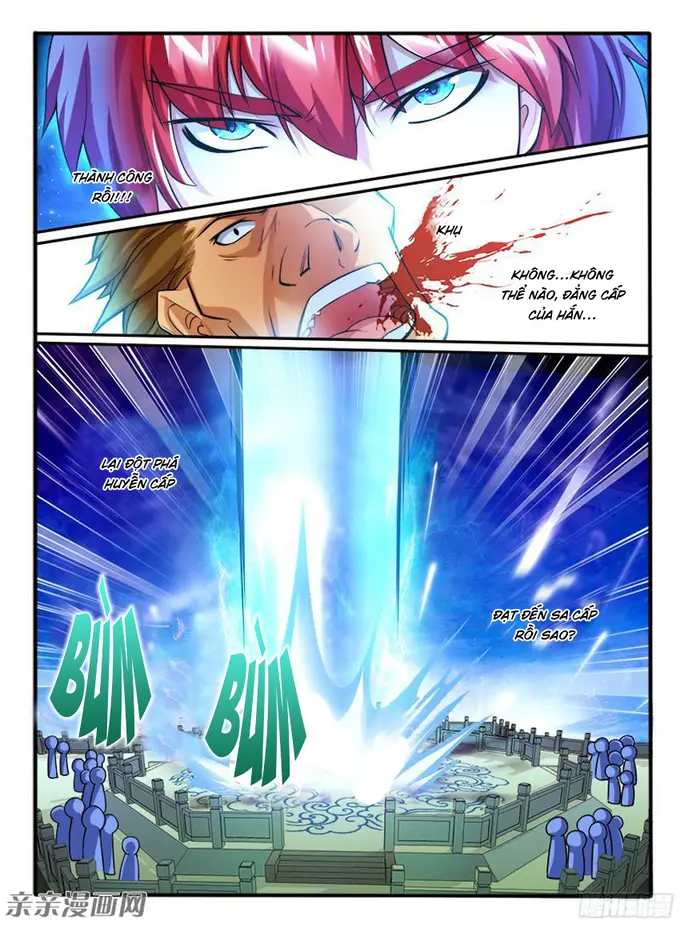 THÀNH CÔNG
RỒI!!!
KHỤ
KHÔNG...KHÔNG
THỂ NÀO, ĐẲNG CẤP
CỦA HẮN...
LẠI ĐỘT PHÁ
HUYỄN CẤP
ĐẠT ĐẾN SA CẤP
RỒI SAO?
BÙM
BÙM
亲亲漫画网